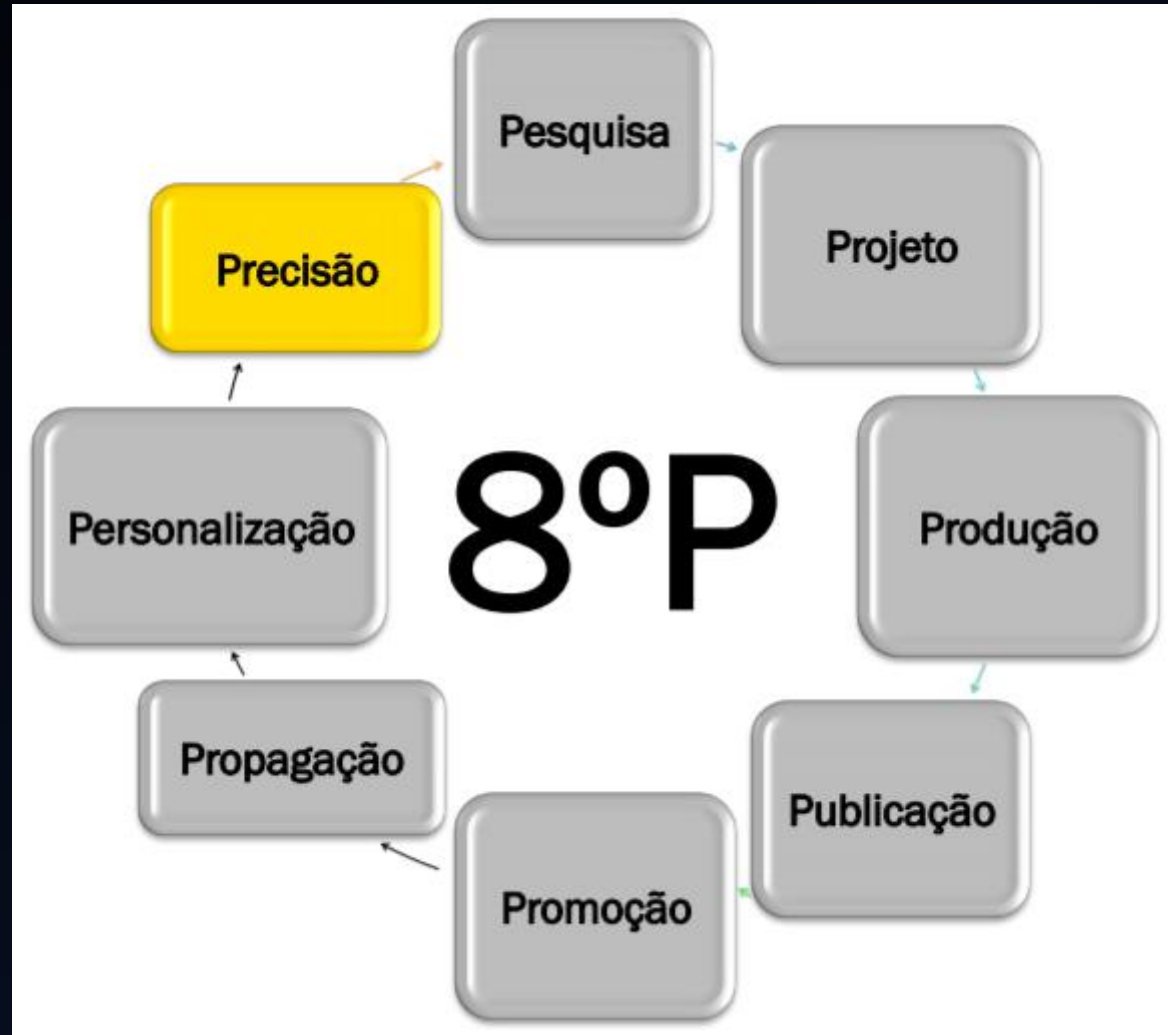 Pesquisa
Projeto
Precisão
8ºP
Personalização
Produção
Propagação
Publicação
Promoção